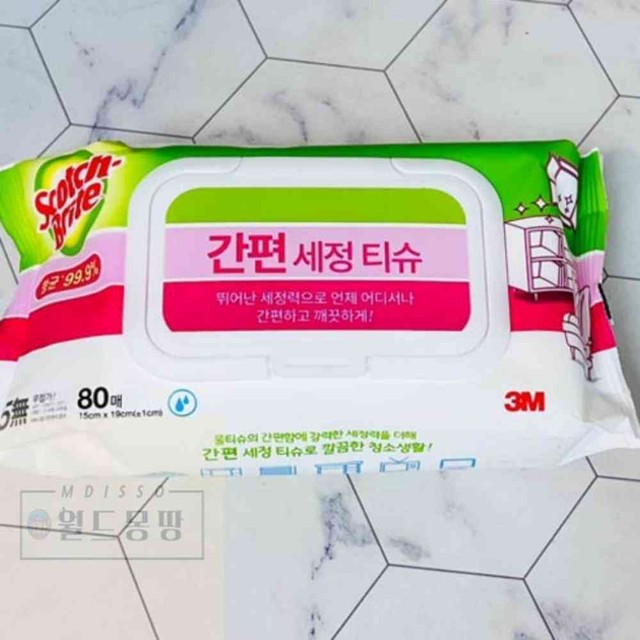 Scotch-
Brite
항균 99.9%
간편 세정 티슈
뛰어난 세정력으로 언제 어디서나
간편하고 깨끗하게!
5無
80매
15cm x 19cm(±1cm)
3M
물티슈의 간편함에 강력한 세정력을 더해
간편 세정 티슈로 깔끔한 청소생활!
MDISSO
월드몽땅